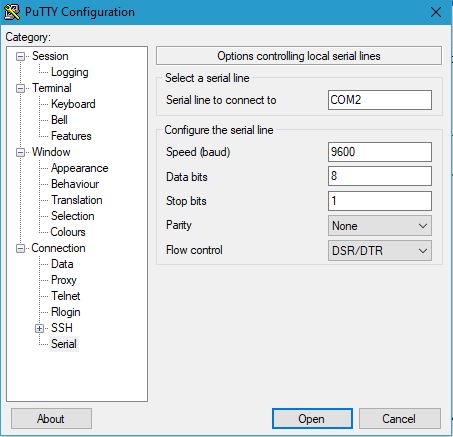 PuTTY Configuration
Category:
Session
Logging
Terminal
Keyboard
Bell
Features
Window
Appearance
Behaviour
Translation
Selection
Colours
Connection
Data
Proxy
Telnet
Rlogin
SSH
Serial
Options controlling local serial lines
Select a serial line
Serial line to connect to COM2
Configure the serial line
Speed (baud) 9600
Data bits 8
Stop bits 1
Parity None
Flow control DSR/DTR
About Open Cancel